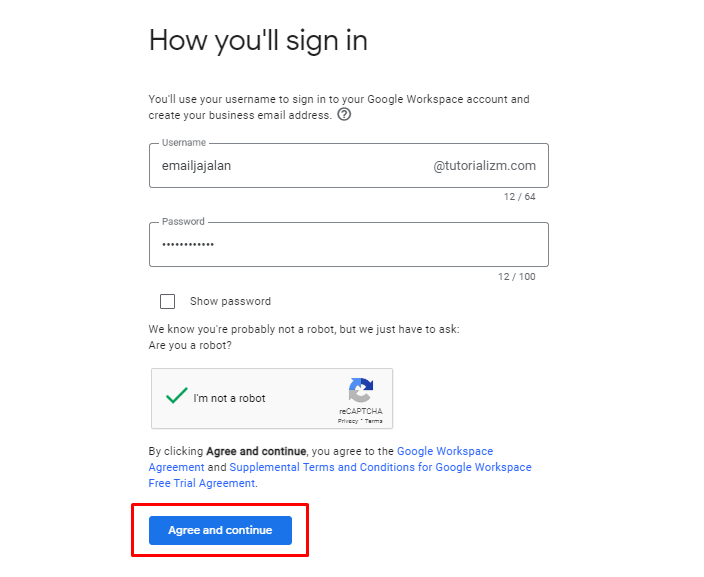 How you'll sign in
You'll use your username to sign in to your Google Workspace account and
create your business email address. ?
Username
emailjajalan @tutorializm.com
12 / 64
Password
••••••••••••
12 / 100
Show password
We know you're probably not a robot, but we just have to ask:
Are you a robot?
I'm not a robot
reCAPTCHA
Privacy • Terms
By clicking Agree and continue, you agree to the Google Workspace
Agreement and Supplemental Terms and Conditions for Google Workspace
Free Trial Agreement.
Agree and continue